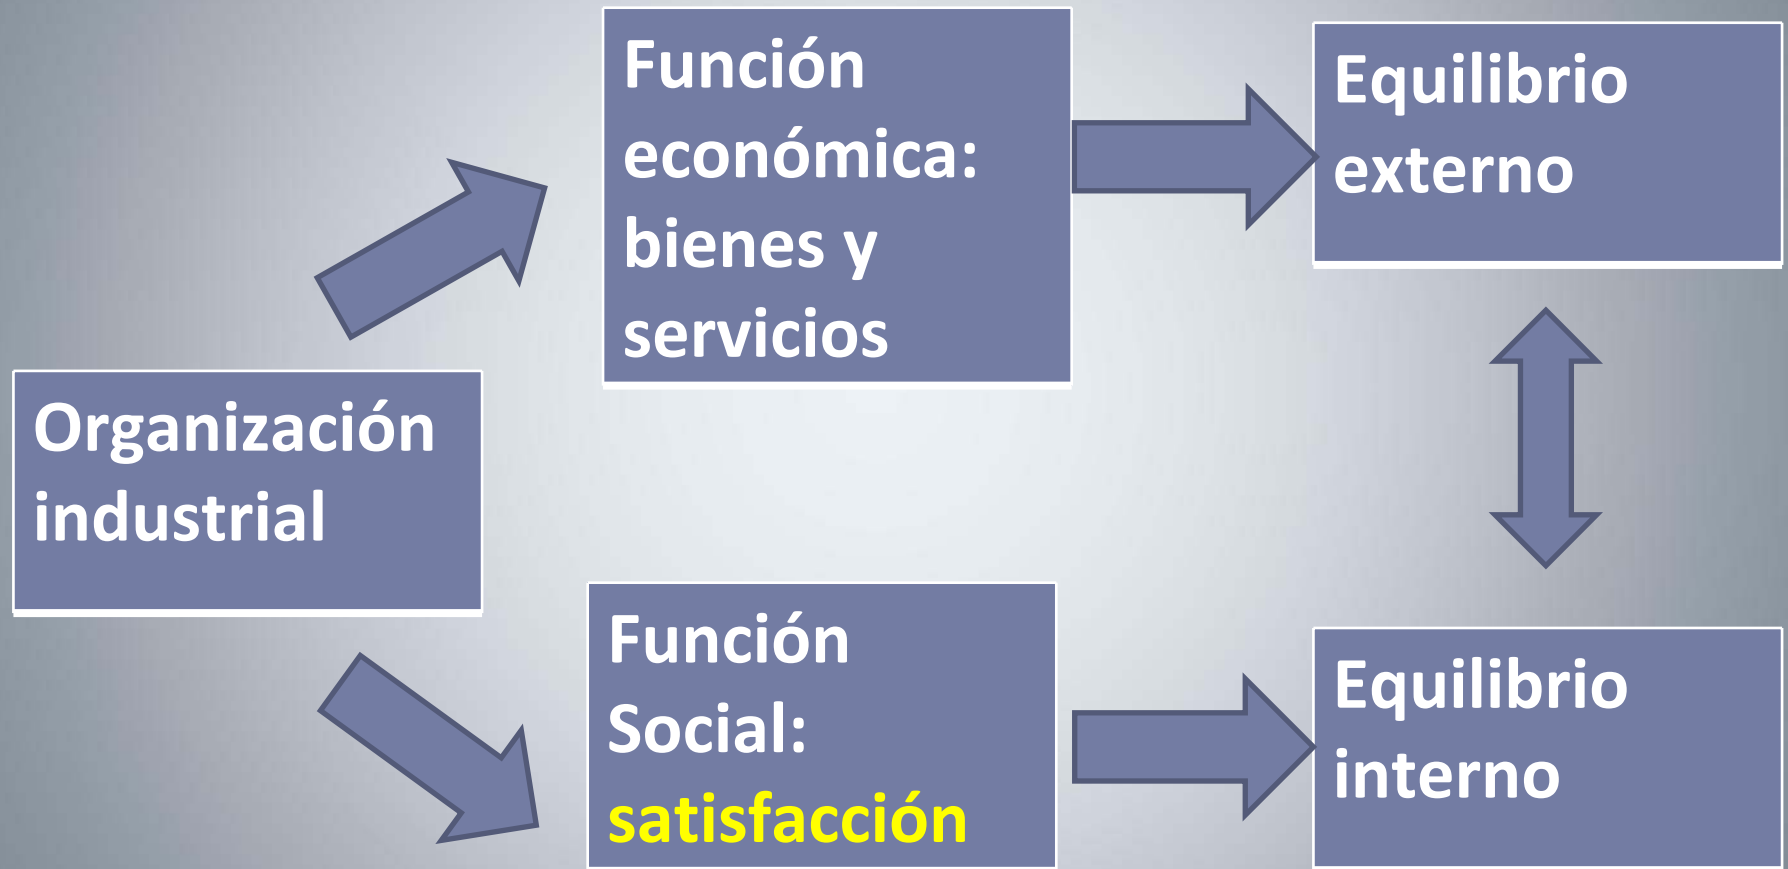 Función
económica:
bienes y
servicios
Equilibrio
externo
Organización
industrial
Función
Social:
satisfacción
Equilibrio
interno